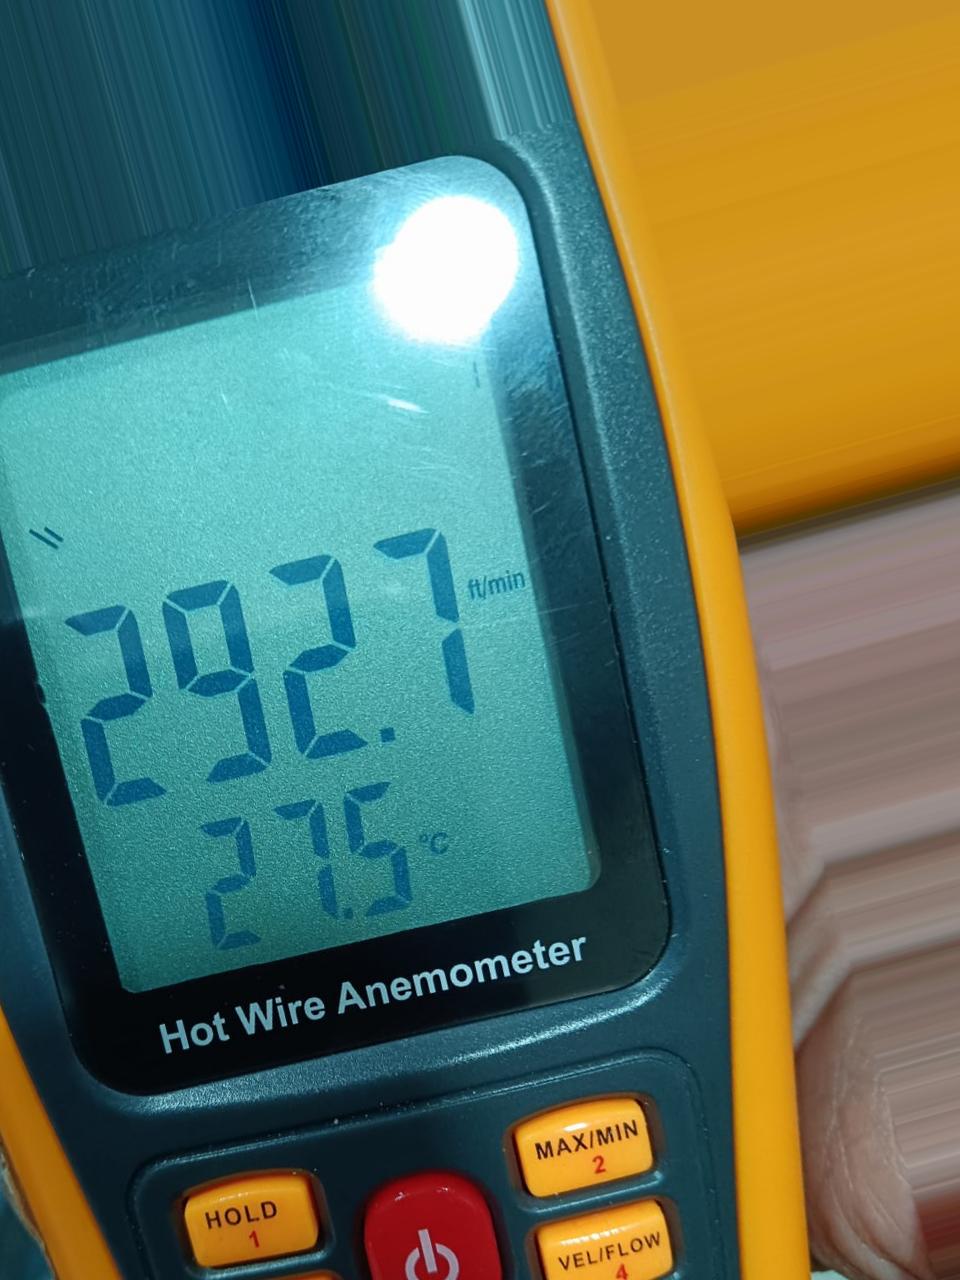 292.7 ft/min
27.5 °C
Hot Wire Anemometer
MAX/MIN
2
HOLD
1
VEL/FLOW
4